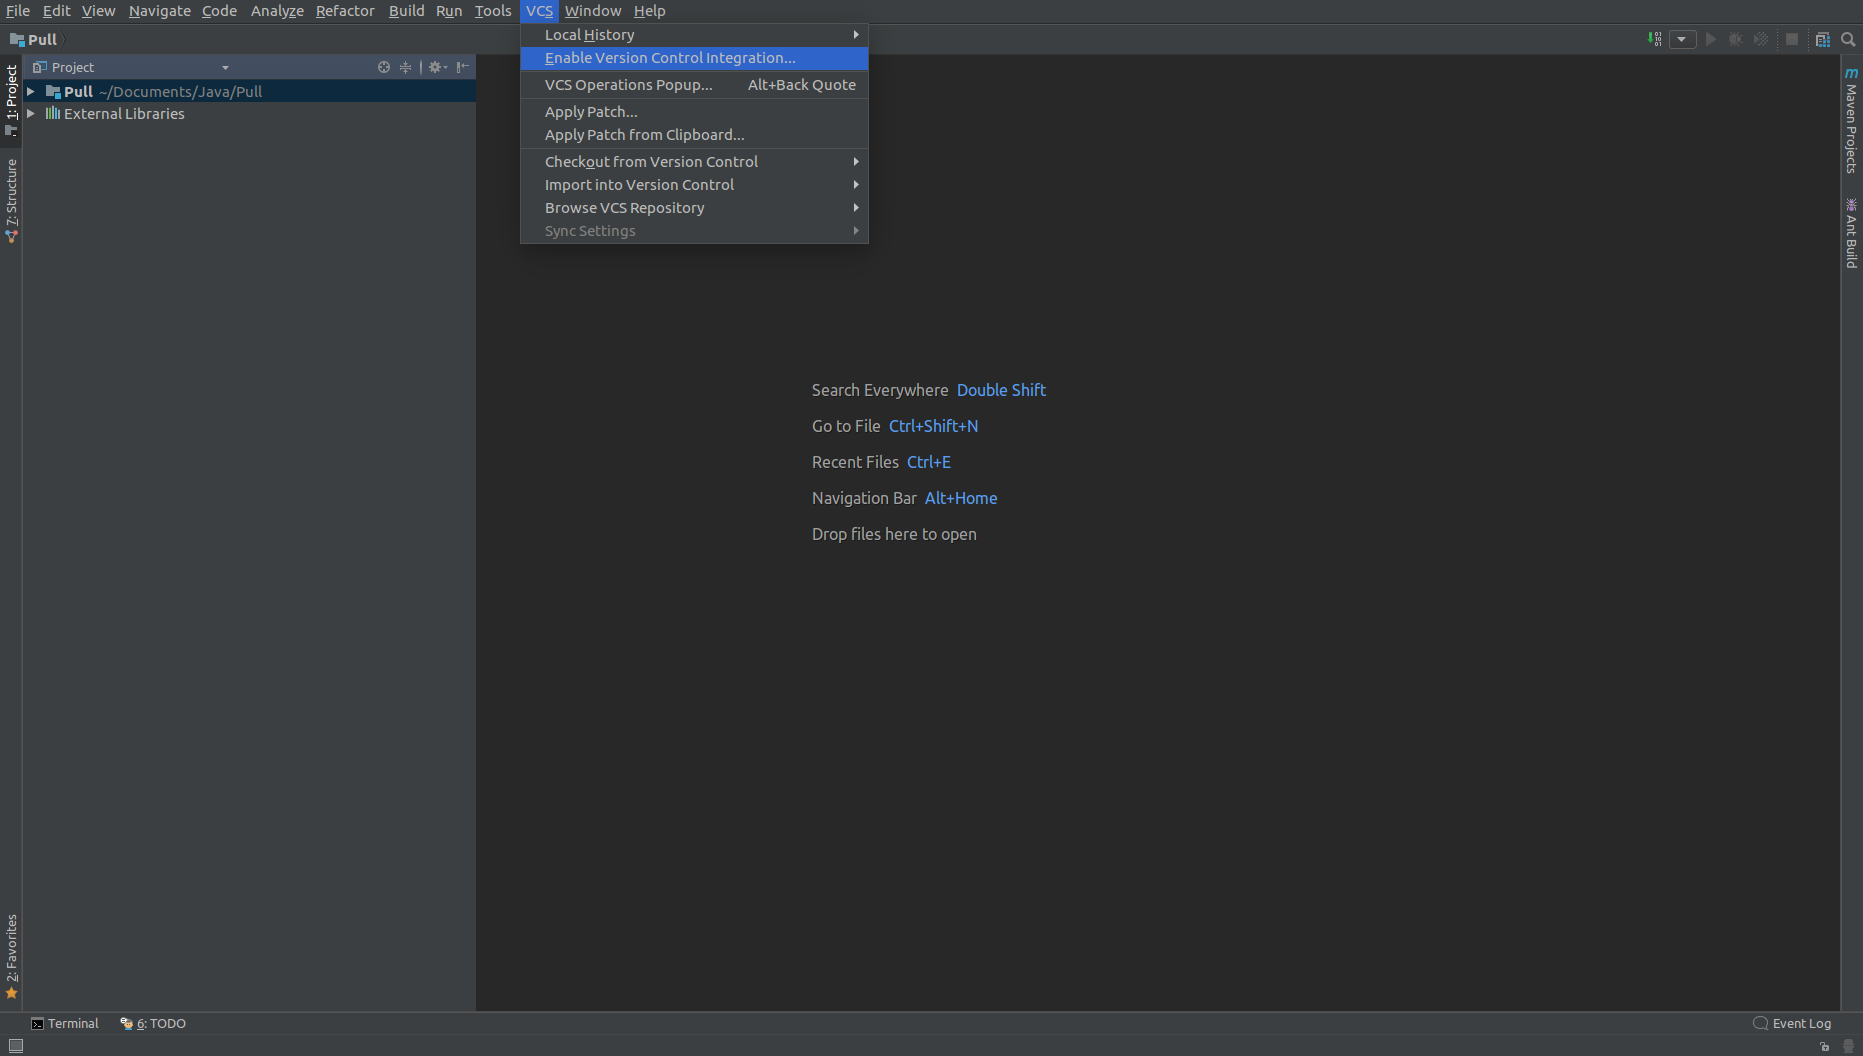 File Edit View Navigate Code Analyze Refactor Build Run Tools VCS Window Help
Pull
Project
Pull ~/Documents/Java/Pull
External Libraries
1: Project
7: Structure
2: Favorites
Local History
Enable Version Control Integration...
VCS Operations Popup... Alt+Back Quote
Apply Patch...
Apply Patch from Clipboard...
Checkout from Version Control
Import into Version Control
Browse VCS Repository
Sync Settings
Search Everywhere Double Shift
Go to File Ctrl+Shift+N
Recent Files Ctrl+E
Navigation Bar Alt+Home
Drop files here to open
m
Maven Projects
Ant Build
Terminal 6: TODO Event Log